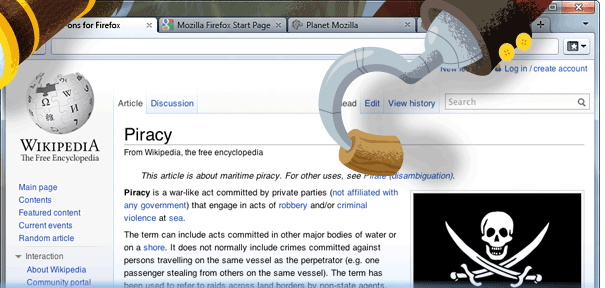 ons for Firefox
Mozilla Firefox Start Page
Planet Mozilla
Log in / create account
Article Discussion Edit View history Search
WIKIPEDIA
The Free Encyclopedia
Piracy
From Wikipedia, the free encyclopedia
This article is about maritime piracy. For other uses, see Pirate (disambiguation).
Piracy is a war-like act committed by private parties (not affiliated with
any government) that engage in acts of robbery and/or criminal
violence at sea.
The term can include acts committed in other major bodies of water or
on a shore. It does not normally include crimes committed against
persons travelling on the same vessel as the perpetrator (e.g. one
passenger stealing from others on the same vessel). The term has
been used to refer to raids across land borders by non-state agents.
Main page
Contents
Featured content
Current events
Random article
Interaction
About Wikipedia
Community portal